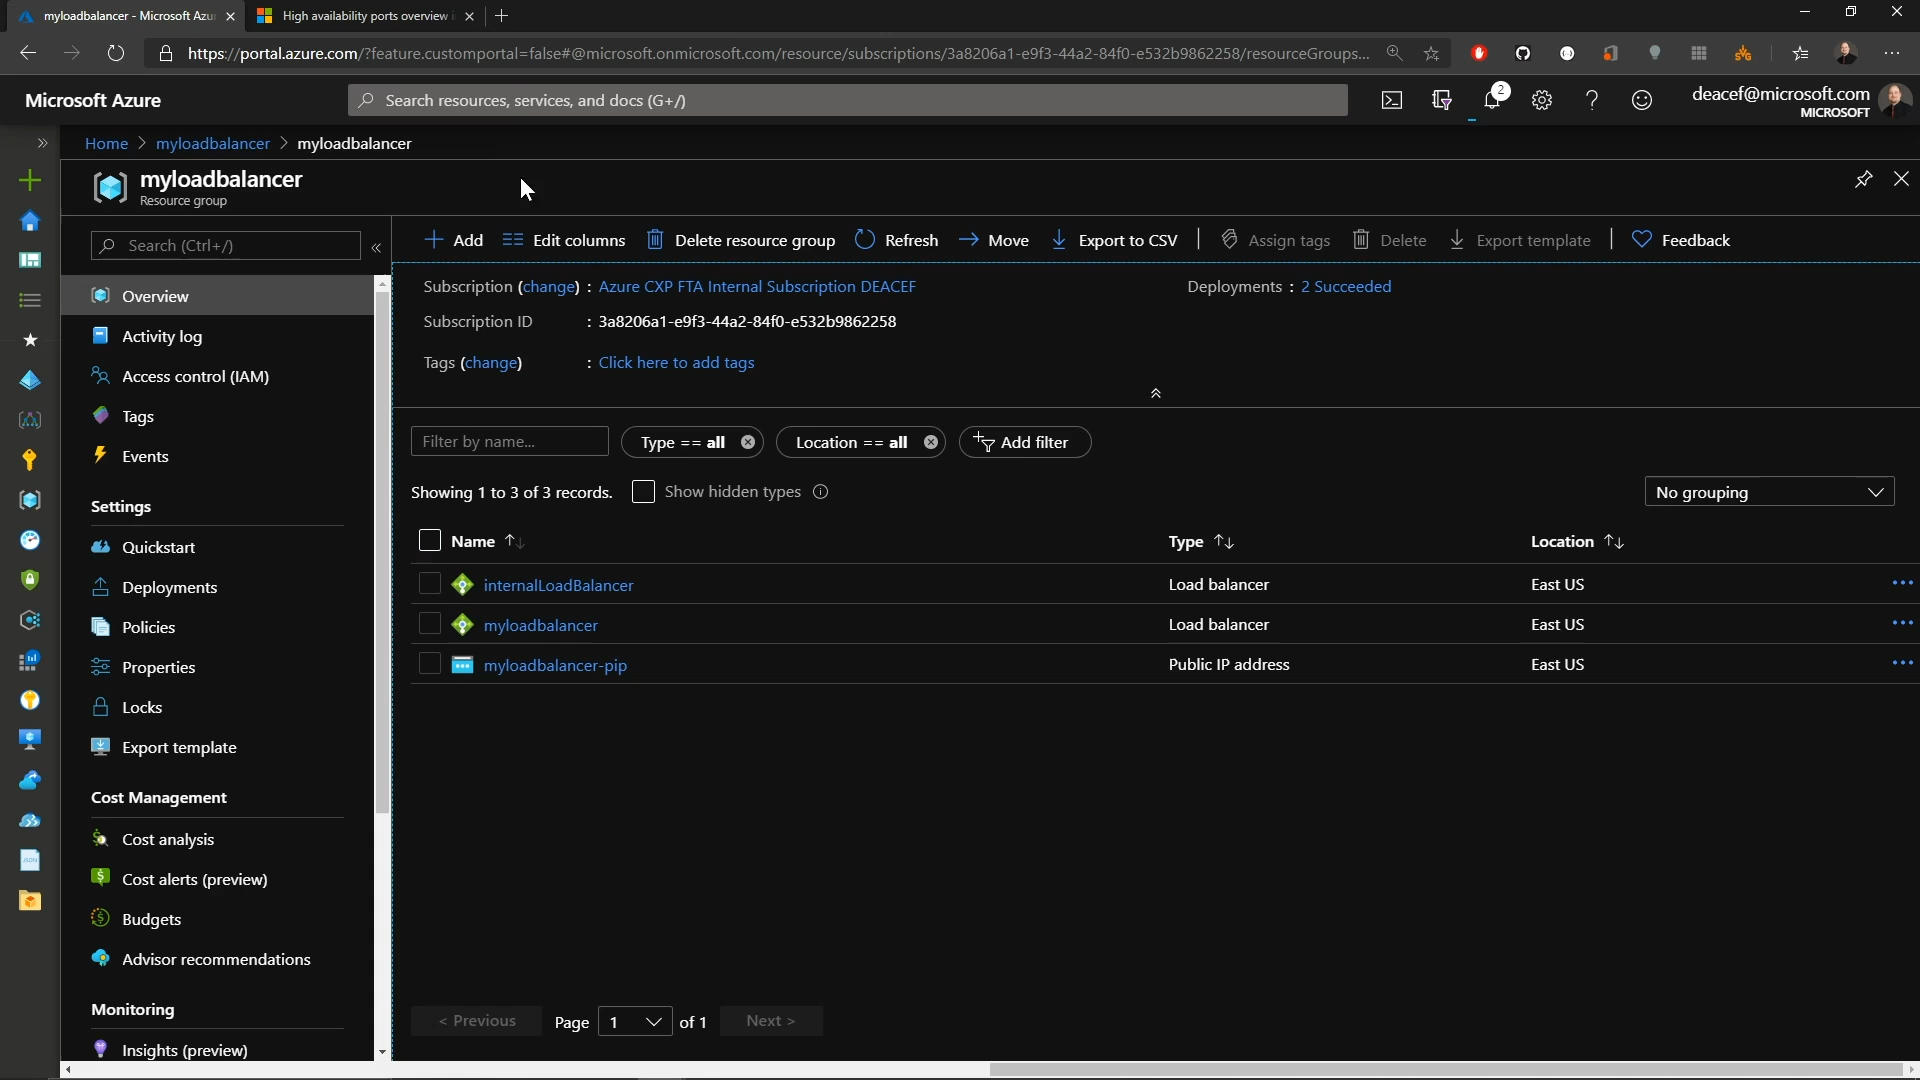 myloadbalancer - Microsoft Azu
High availability ports overview i
https://portal.azure.com/?feature.customportal=false#@microsoft.onmicrosoft.com/resource/subscriptions/3a8206a1-e9f3-44a2-84f0-e532b9862258/resourceGroups...
Microsoft Azure
Search resources, services, and docs (G+/)
2
deacef@microsoft.com
MICROSOFT
Home > myloadbalancer > myloadbalancer
myloadbalancer
Resource group
Search (Ctrl+/)
Add
Edit columns
Delete resource group
Refresh
Move
Export to CSV
Assign tags
Delete
Export template
Feedback
Overview
Activity log
Access control (IAM)
Tags
Events
Settings
Quickstart
Deployments
Policies
Properties
Locks
Export template
Cost Management
Cost analysis
Cost alerts (preview)
Budgets
Advisor recommendations
Monitoring
Insights (preview)
Subscription (change) : Azure CXP FTA Internal Subscription DEACEF
Deployments : 2 Succeeded
Subscription ID : 3a8206a1-e9f3-44a2-84f0-e532b9862258
Tags (change) : Click here to add tags
Filter by name...
Type == all
Location == all
Add filter
Showing 1 to 3 of 3 records.
Show hidden types
No grouping
Name Type Location
internalLoadBalancer Load balancer East US
myloadbalancer Load balancer East US
myloadbalancer-pip Public IP address East US
< Previous
Page 1 of 1
Next >